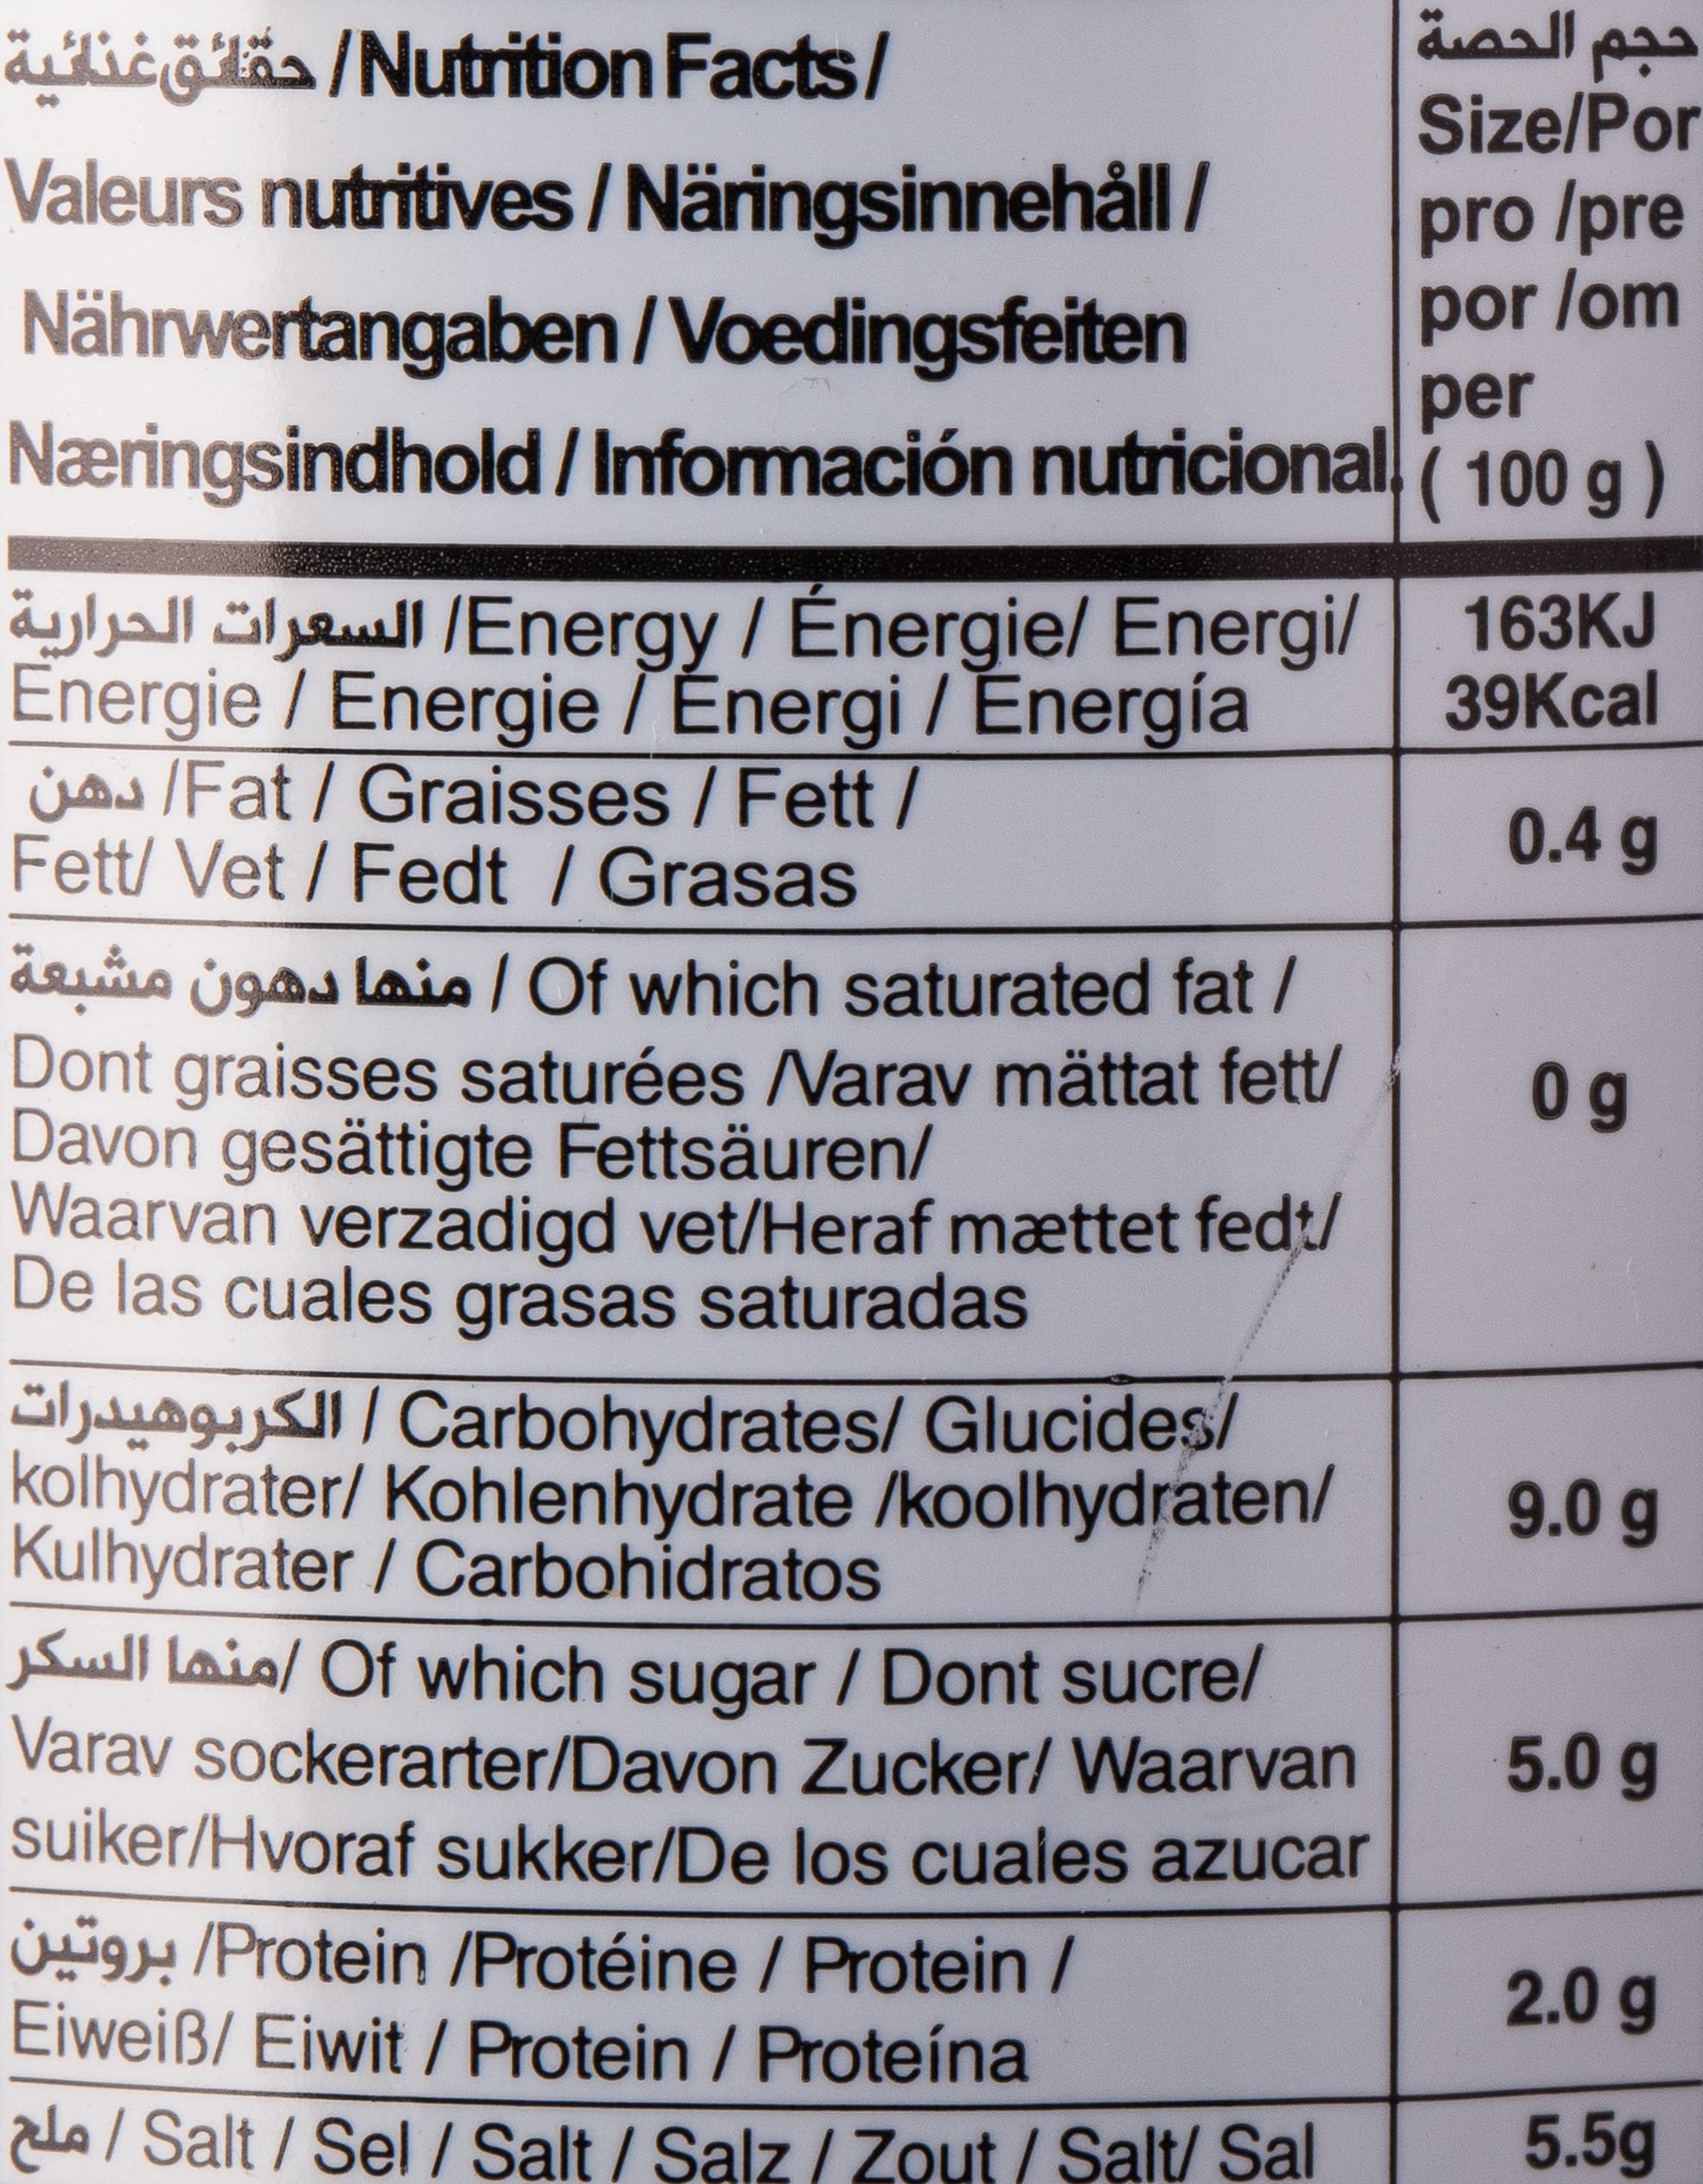 حقائق غذائية / Nutrition Facts /
Valeurs nutritives / Näringsinnehåll /
Nährwertangaben / Voedingsfeiten
Næringsindhold / Información nutricional.
حجم الحصة
Size/Por
pro /pre
por /om
per
( 100 g )
السعرات الحرارية /Energy / Énergie/ Energi/
Energie / Energie / Energi / Energía
163KJ
39Kcal
دهن /Fat / Graisses / Fett /
Fett/ Vet / Fedt / Grasas
0.4 g
منها دهون مشبعة / Of which saturated fat /
Dont graisses saturées /Varav mättat fett/
Davon gesättigte Fettsäuren/
Waarvan verzadigd vet/Heraf mættet fedt/
De las cuales grasas saturadas
0 g
الكربوهيدرات / Carbohydrates/ Glucides/
kolhydrater/ Kohlenhydrate /koolhydraten/
Kulhydrater / Carbohidratos
9.0 g
منها السكر/ Of which sugar / Dont sucre/
Varav sockerarter/Davon Zucker/ Waarvan
suiker/Hvoraf sukker/De los cuales azucar
5.0 g
بروتين /Protein /Protéine / Protein /
Eiweiß/ Eiwit / Protein / Proteína
2.0 g
ملح / Salt / Sel / Salt / Salz / Zout / Salt/ Sal
5.5g